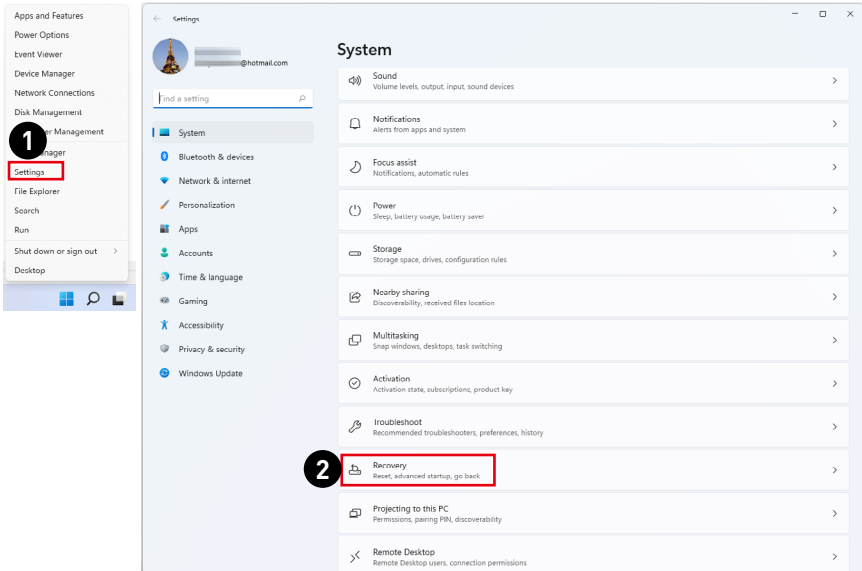 Apps and Features
Power Options
Event Viewer
Device Manager
Network Connections
Disk Management
er Management
1
nager
Settings
File Explorer
Search
Run
Shut down or sign out
Desktop
Settings
@hotmail.com
Find a setting
System
Bluetooth & devices
Network & internet
Personalization
Apps
Accounts
Time & language
Gaming
Accessibility
Privacy & security
Windows Update
System
Sound
Volume levels, output, input, sound devices
Notifications
Alerts from apps and system
Focus assist
Notifications, automatic rules
Power
Sleep, battery usage, battery saver
Storage
Storage space, drives, configuration rules
Nearby sharing
Discoverability, received files location
Multitasking
Snap windows, desktops, task switching
Activation
Activation state, subscriptions, product key
Troubleshoot
Recommended troubleshooters, preferences, history
2
Recovery
Reset, advanced startup, go back
Projecting to this PC
Permissions, pairing PIN, discoverability
Remote Desktop
Remote Desktop users, connection permissions